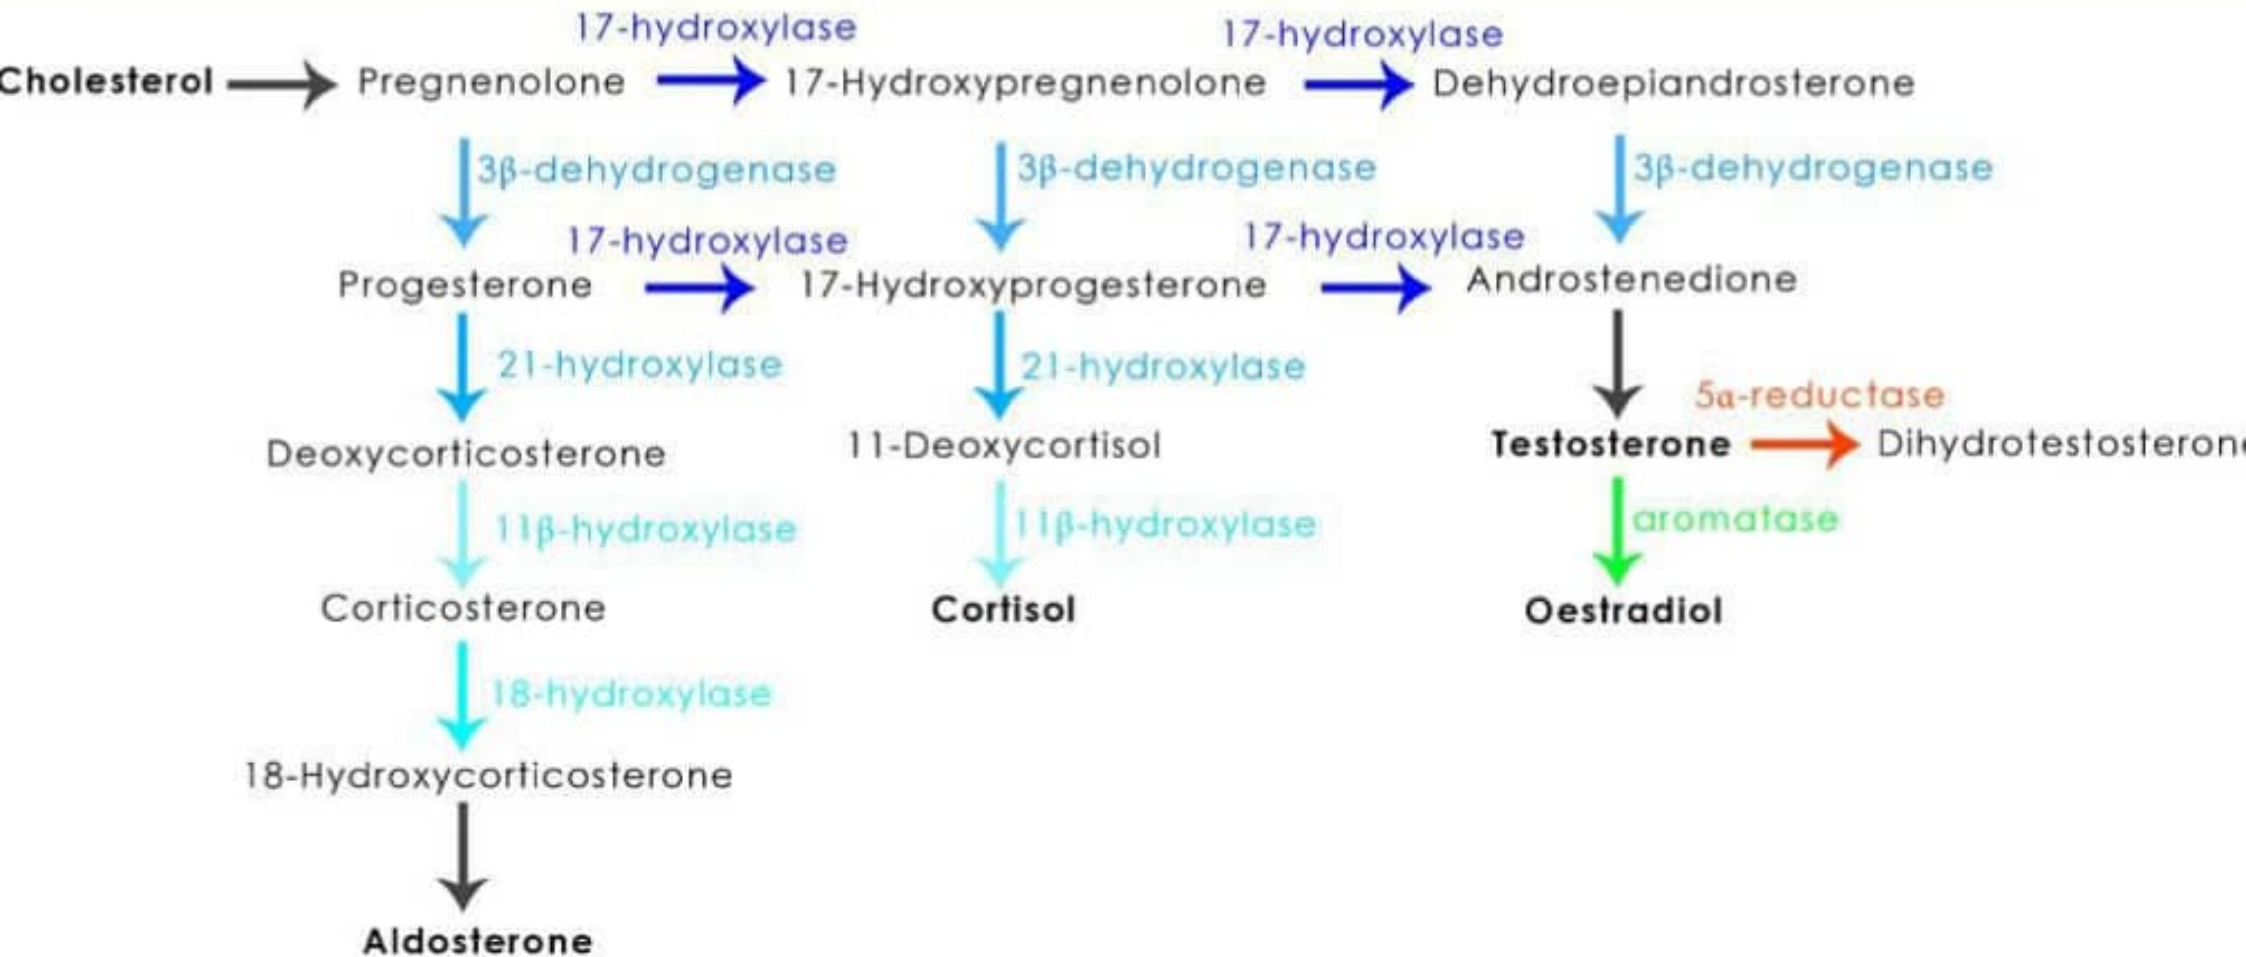 17-hydroxylase 17-hydroxylase
Cholesterol Pregnenolone 17-Hydroxypregnenolone Dehydroepiandrosterone
3β-dehydrogenase 3β-dehydrogenase 3β-dehydrogenase
17-hydroxylase 17-hydroxylase
Progesterone 17-Hydroxyprogesterone Androstenedione
21-hydroxylase 21-hydroxylase
5α-reductase
Deoxycorticosterone 11-Deoxycortisol Testosterone Dihydrotestosterone
11β-hydroxylase 11β-hydroxylase aromatase
Corticosterone Cortisol Oestradiol
18-hydroxylase
18-Hydroxycorticosterone
Aldosterone